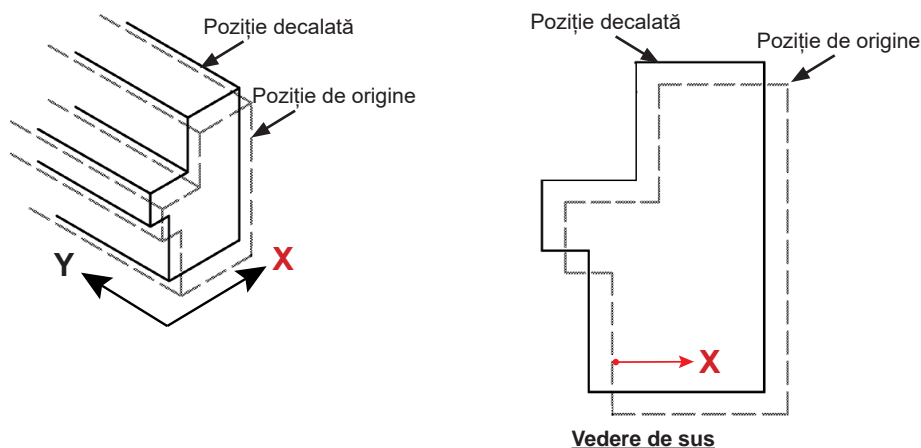 Poziție decalată
Poziție de origine
Y
X
Poziție decalată
Poziție de origine
X
Vedere de sus